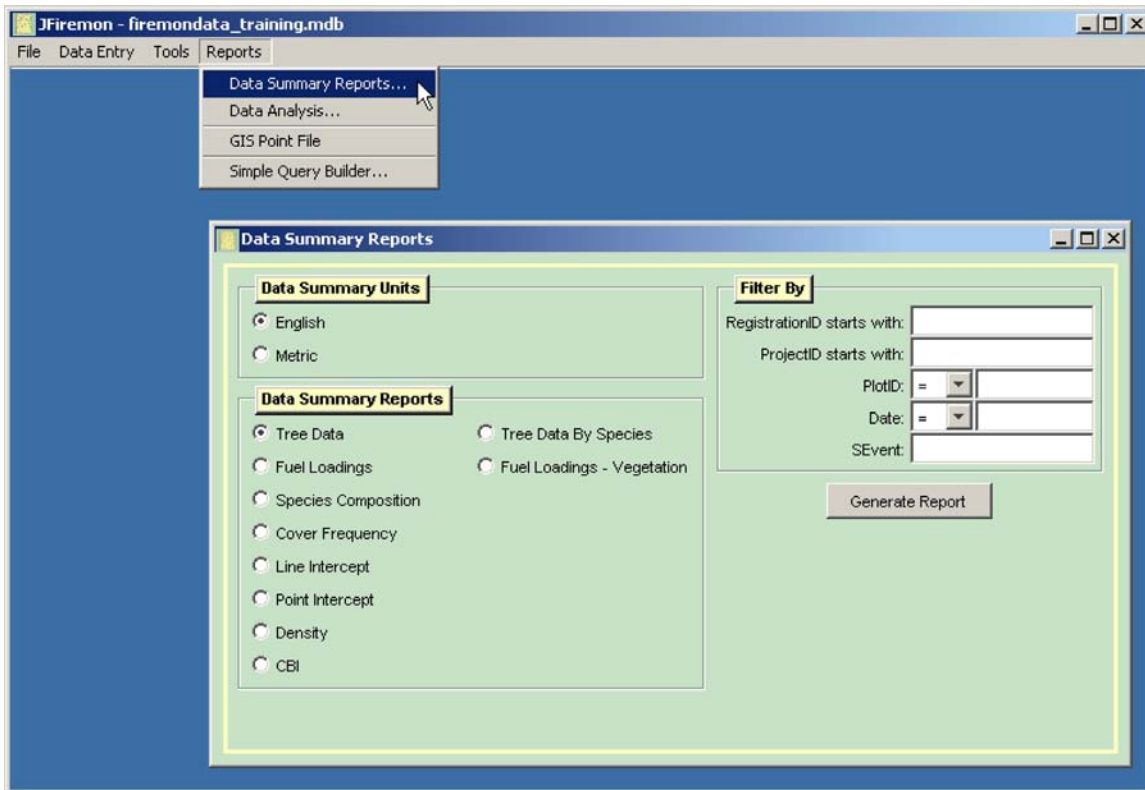 JFiremon - firemondata_training.mdb
File Data Entry Tools Reports
Data Summary Reports...
Data Analysis...
GIS Point File
Simple Query Builder...
Data Summary Reports
Data Summary Units
English
Metric
Data Summary Reports
Tree Data
Tree Data By Species
Fuel Loadings
Fuel Loadings - Vegetation
Species Composition
Cover Frequency
Line Intercept
Point Intercept
Density
CBI
Filter By
RegistrationID starts with:
ProjectID starts with:
PlotID: =
Date: =
SEvent:
Generate Report